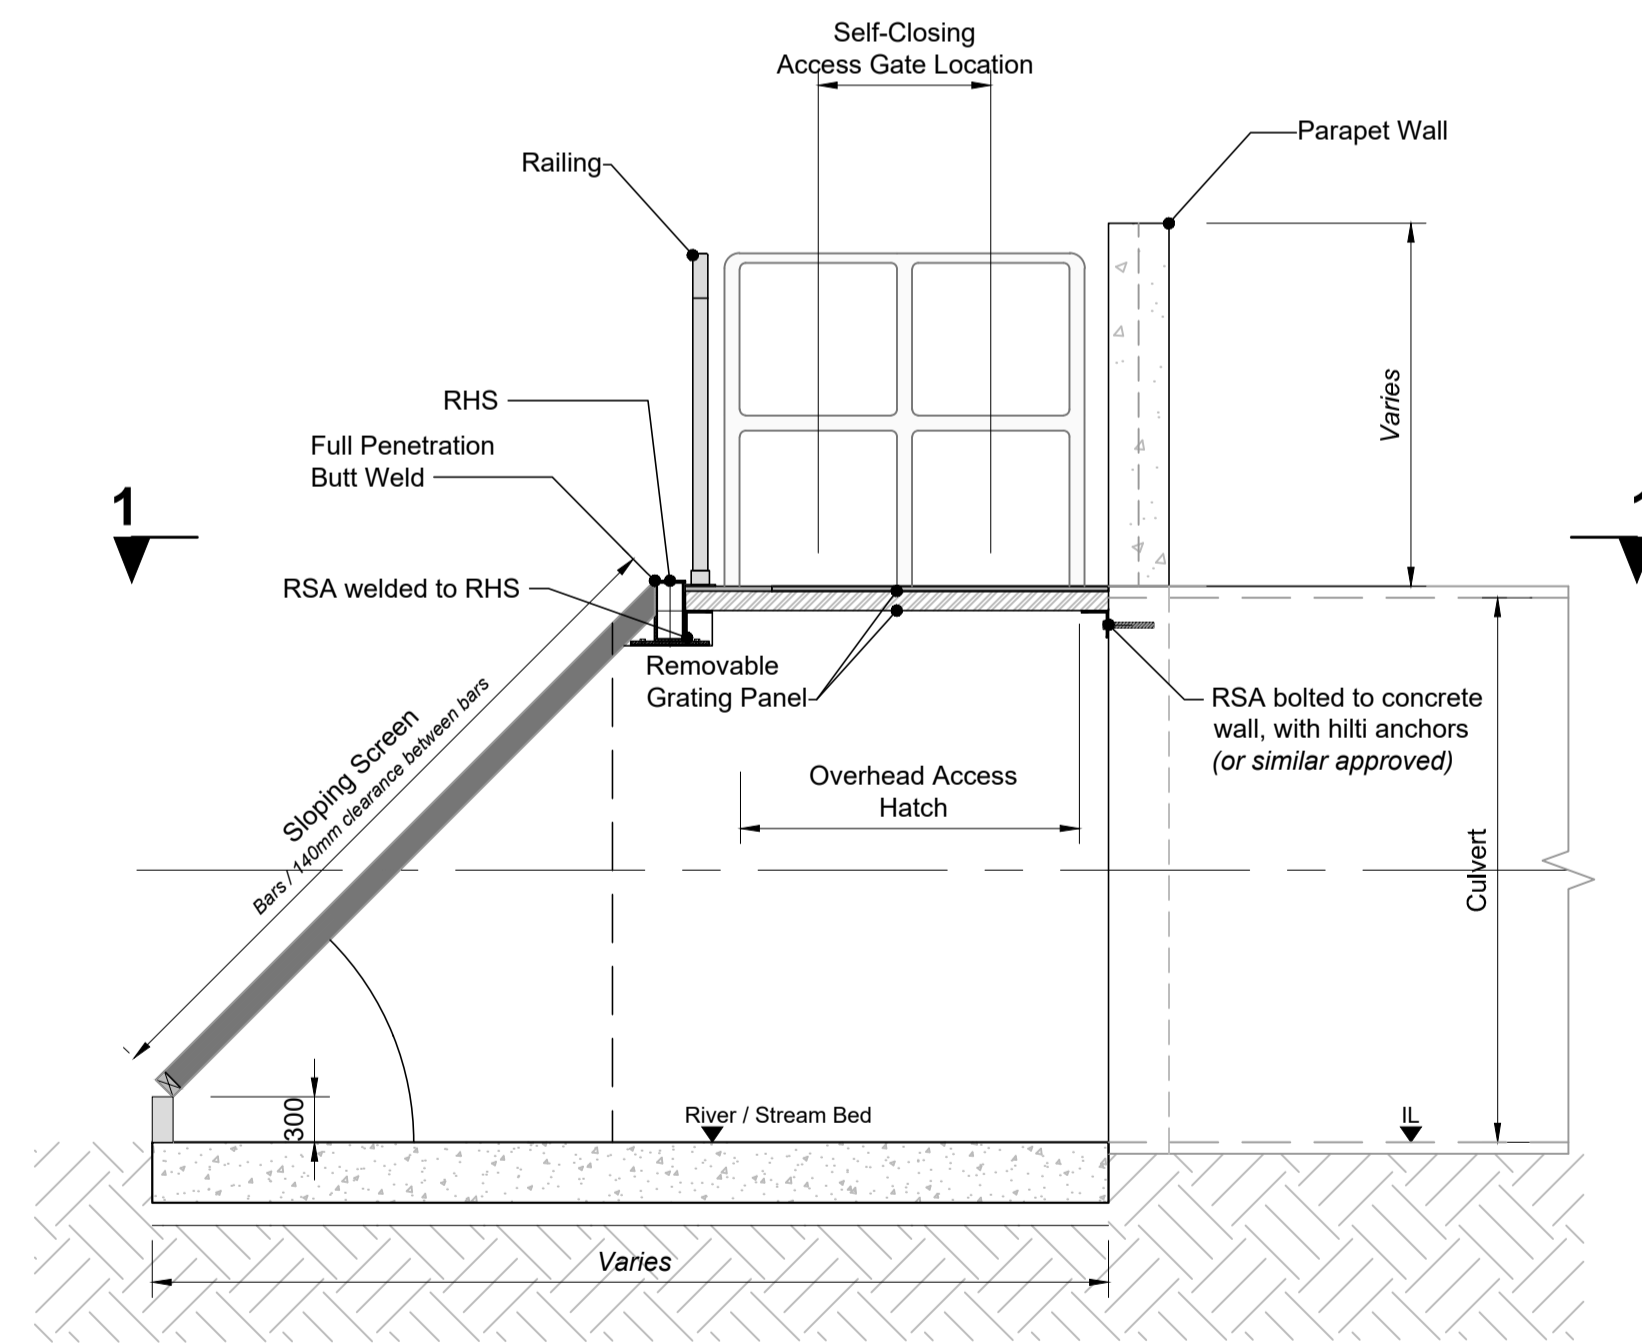 Self-Closing
Access Gate Location
Parapet Wall
Railing
RHS
Full Penetration
Butt Weld
Varies
1
1
RSA welded to RHS
Removable
Grating Panel
RSA bolted to concrete
wall, with hilti anchors
(or similar approved)
Sloping Screen
Bars / 140mm clearance between bars
Overhead Access
Hatch
Culvert
300
River / Stream Bed
IL
Varies